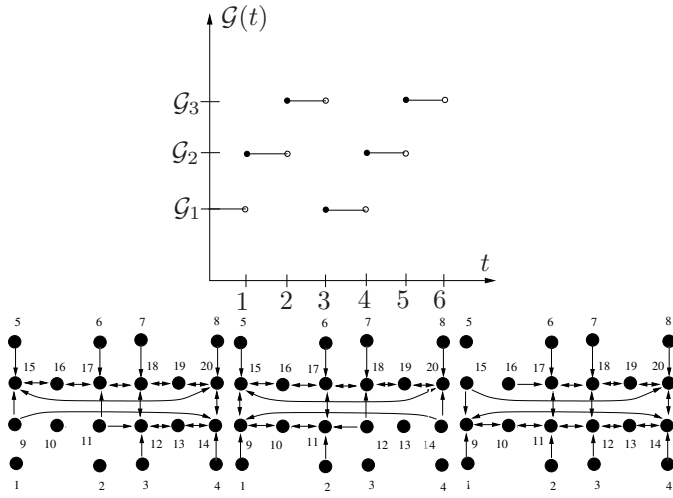 𝒢(t)
𝒢₃
𝒢₂
𝒢₁
t
1 2 3 4 5 6
5 6 7 8 5 6 7 8 5 6 7 8
15 16 17 18 19 20 15 16 17 18 19 20 15 16 17 18 19 20
9 10 11 12 13 14 9 10 11 12 13 14 9 10 11 12 13 14
1 2 3 4 1 2 3 4 1 2 3 4